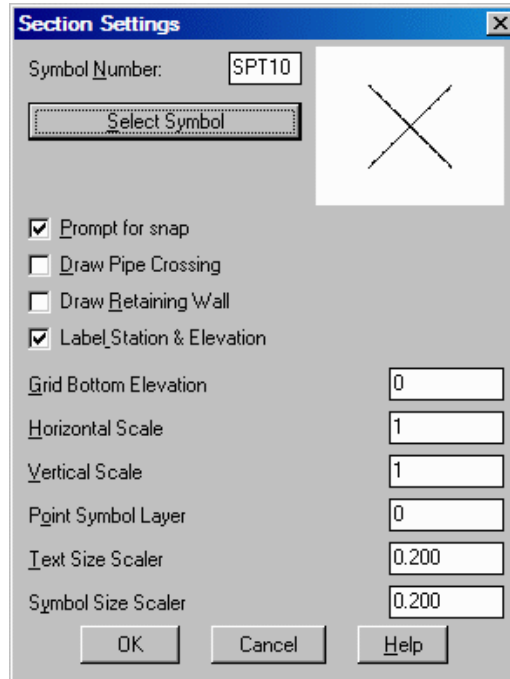 Section Settings
Symbol Number: SPT10
Select Symbol
Prompt for snap
Draw Pipe Crossing
Draw Retaining Wall
Label Station & Elevation
Grid Bottom Elevation 0
Horizontal Scale 1
Vertical Scale 1
Point Symbol Layer 0
Text Size Scaler 0.200
Symbol Size Scaler 0.200
OK Cancel Help